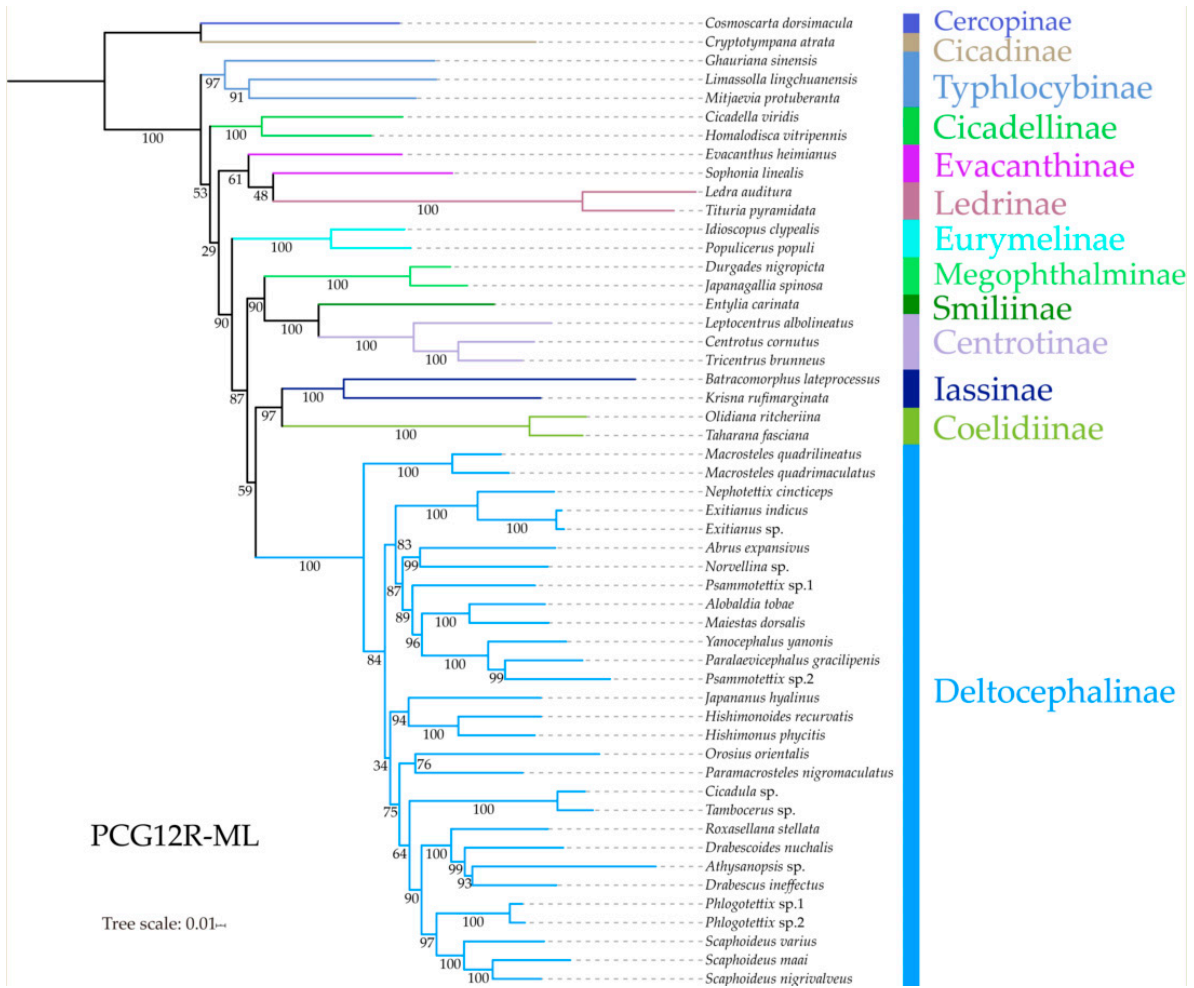 Cosmoscarta dorsimacula
Cercopinae
Cryptotympana atrata
Cicadinae
Ghauriana sinensis
97
Limassolla lingchuanensis
Typhlocybinae
91
Mitjaevia protuberanta
Cicadella viridis
Cicadellinae
100
100
Homalodisca vitripennis
Evacanthus heimianus
Evacanthinae
61
Sophonia linealis
53
48
Ledra auditura
Ledrinae
100
Tituria pyramidata
Idioscopus clypealis
Eurymelinae
29
100
Populicerus populi
Durgades nigropicta
Megophthalminae
100
Japanagallia spinosa
90
Entylia carinata
Smiliinae
90
100
Leptocentrus albolineatus
100
Centrotus cornutus
Centrotinae
100
Tricentrus brunneus
Batracomorphus lateprocessus
Iassinae
87
100
Krisna rufimarginata
97
Olidiana ritcheriina
Coelidiinae
100
Taharana fasciana
Macrosteles quadrilineatus
100
Macrosteles quadrimaculatus
59
Nephotettix cincticeps
100
Exitianus indicus
100
Exitianus sp.
83
Abrus expansivus
100
99
Norvellina sp.
87
Psammotettix sp.1
Alobaldia tobae
89
100
Maiestas dorsalis
96
Yanocephalus yanonis
84
100
Paralaevicephalus gracilipenis
99
Psammotettix sp.2
Deltocephalinae
Japananus hyalinus
94
Hishimonoides recurvatis
100
Hishimonus phycitis
Orosius orientalis
34
76
Paramacrosteles nigromaculatus
Cicadula sp.
75
100
Tambocerus sp.
PCG12R-ML
Roxasellana stellata
64
100
Drabescoides nuchalis
99
Athysanopsis sp.
93
Drabescus ineffectus
90
Phlogotettix sp.1
100
Phlogotettix sp.2
Tree scale: 0.01
97
Scaphoideus varius
100
Scaphoideus maai
100
Scaphoideus nigrivalveus